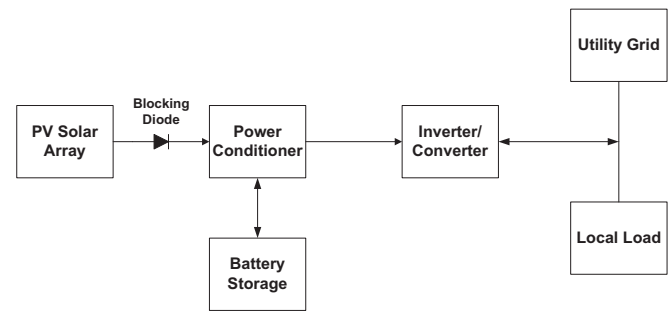 Utility Grid
Blocking
Diode
PV Solar
Array
Power
Conditioner
Inverter/
Converter
Battery
Storage
Local Load